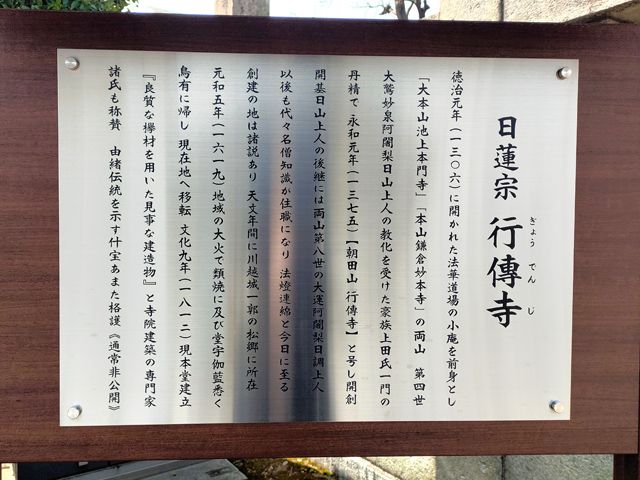 日蓮宗 行傳寺
ぎょう でん じ
徳治元年(一三〇六)に開かれた法華道場の小庵を前身とし
「大本山池上本門寺」「本山鎌倉妙本寺」の両山 第四世
大鷲妙泉阿闍梨日山上人の教化を受けた豪族上田氏一門の
丹精で 永和元年(一三七五)【朝田山 行傳寺】と号し開創
開基日山上人の後継には両山第八世の大運阿闍梨日調上人
以後も代々名僧知識が住職になり 法燈連綿と今日に至る
創建の地は諸説あり 天文年間に川越城一郭の松郷に所在
元和五年(一六一九)地域の大火で類焼に及び堂宇伽藍悉く
烏有に帰し 現在地へ移転 文化九年(一八一二)現本堂建立
『良質な欅材を用いた見事な建造物』と寺院建築の専門家
諸氏も称賛 由緒伝統を示す什宝あまた格護《通常非公開》